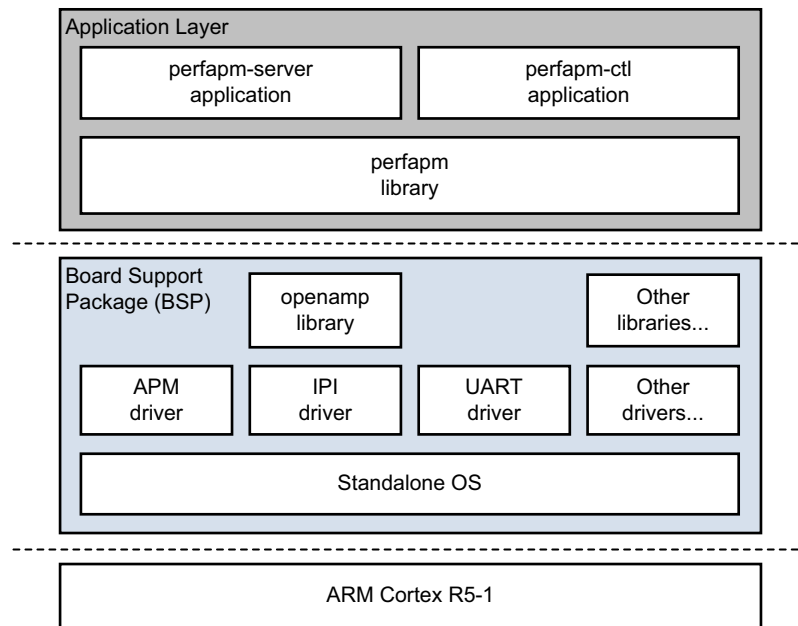 Application Layer
perfapm-server
application
perfapm-ctl
application
perfapm
library
Board Support
Package (BSP)
openamp
library
Other
libraries...
APM
driver
IPI
driver
UART
driver
Other
drivers...
Standalone OS
ARM Cortex R5-1